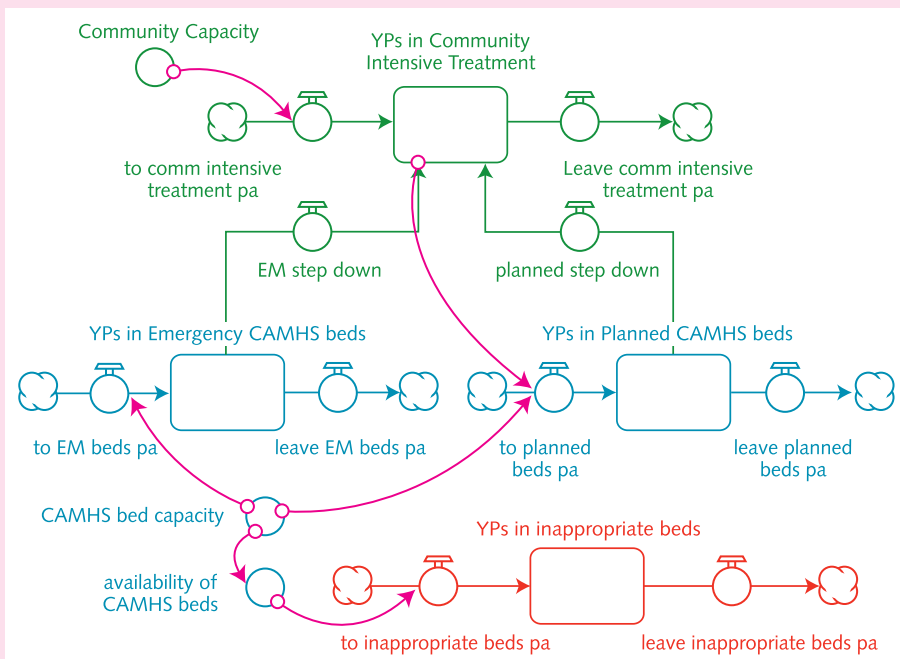 Community Capacity
YPs in Community
Intensive Treatment
to comm intensive
treatment pa
Leave comm intensive
treatment pa
EM step down
planned step down
YPs in Emergency CAMHS beds
YPs in Planned CAMHS beds
to EM beds pa
leave EM beds pa
to planned
beds pa
leave planned
beds pa
CAMHS bed capacity
YPs in inappropriate beds
availability of
CAMHS beds
to inappropriate beds pa
leave inappropriate beds pa